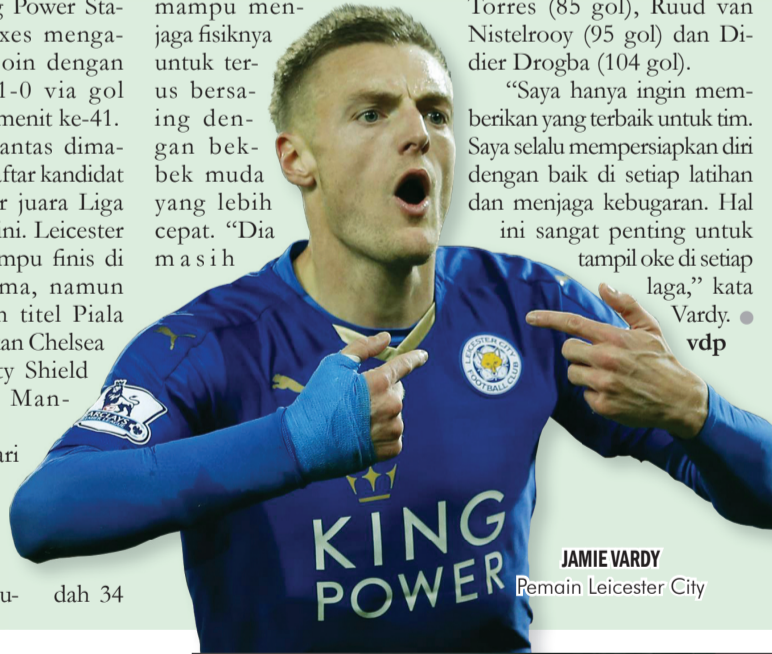 g Power Sta-
xes menga-
oin dengan
1-0 via gol
menit ke-41.
antas dima-
aftar kandidat
r juara Liga
ini. Leicester
mpu finis di
ma, namun
n titel Piala
an Chelsea
ty Shield
Man-
ari
u- dah 34
mampu men-
jaga fisiknya
untuk ter-
us bersa-
ing den-
gan bek-
bek muda
yang lebih
cepat. “Dia
masih
Torres (85 gol), Ruud van
Nistelrooy (95 gol) dan Di-
dier Drogba (104 gol).
“Saya hanya ingin mem-
berikan yang terbaik untuk tim.
Saya selalu mempersiapkan diri
dengan baik di setiap latihan
dan menjaga kebugaran. Hal
ini sangat penting untuk
tampil oke di setiap
laga,” kata
Vardy.
vdp
LEICESTER CITY
FOOTBALL CLUB
BARCLAYS
KING
POWER
JAMIE VARDY
Pemain Leicester City